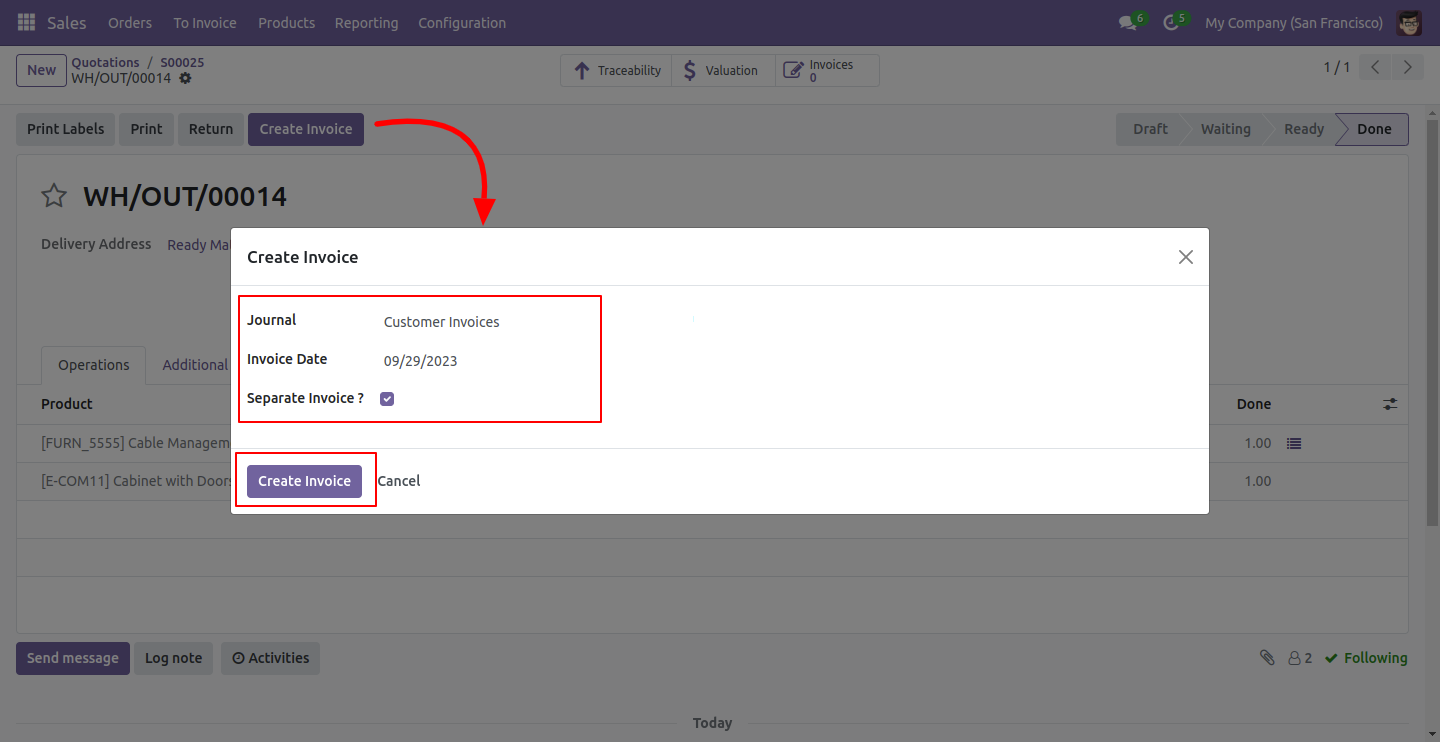 Sales Orders To Invoice Products Reporting Configuration 6 5 My Company (San Francisco)
New Quotations / S00025
WH/OUT/00014
Traceability Valuation Invoices 0
1 / 1
Print Labels Print Return Create Invoice Draft Waiting Ready Done
WH/OUT/00014
Delivery Address Ready
Create Invoice
Journal Customer Invoices
Invoice Date 09/29/2023
Separate Invoice ?
Create Invoice Cancel
Operations Additional
Product Done
[FURN_5555] Cable 1.00
[E-COM11] Cabinet with 1.00
Send message Log note Activities 2 Following
Today